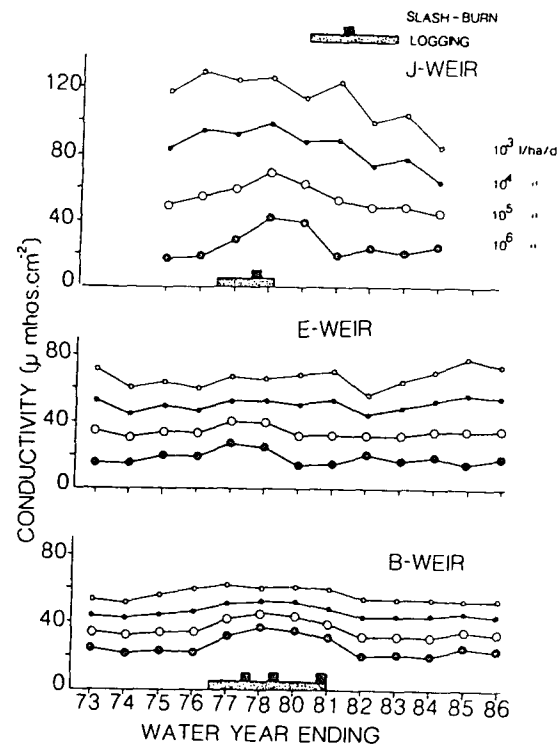 SLASH-BURN
LOGGING
J-WEIR
120
80
40
0
10³ l/ha/d
10⁴ "
10⁵ "
10⁶ "
E-WEIR
80
40
0
B-WEIR
80
40
0
CONDUCTIVITY (µ mhos.cm⁻²)
73 74 75 76 77 78 80 81 82 83 84 85 86
WATER YEAR ENDING